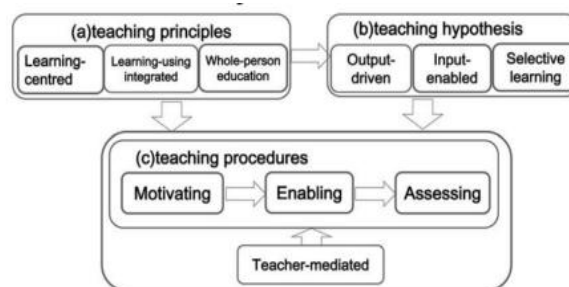 (a)teaching principles
Learning-
centred
Learning-using
integrated
Whole-person
education
(b)teaching hypothesis
Output-
driven
Input-
enabled
Selective
learning
(c)teaching procedures
Motivating
Enabling
Assessing
Teacher-mediated